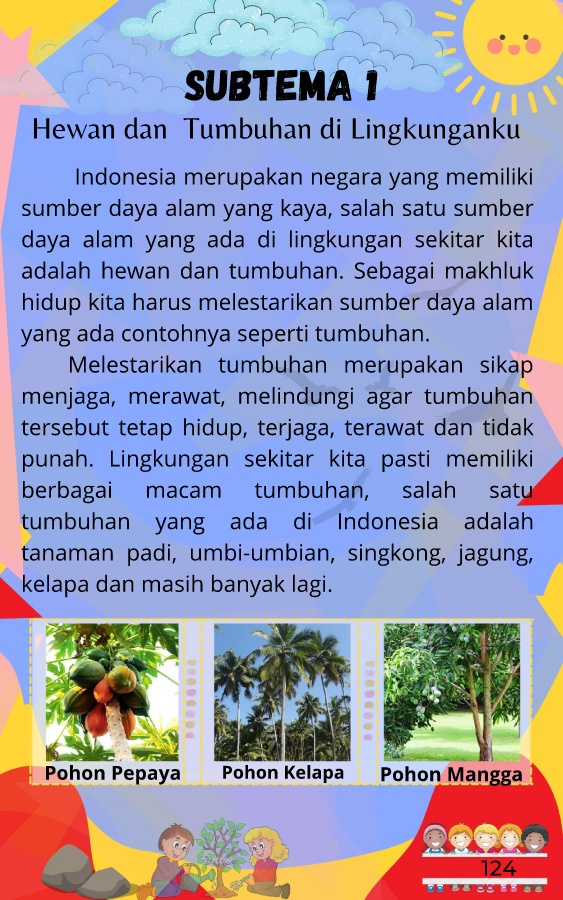 SUBTEMA 1
Hewan dan Tumbuhan di Lingkunganku
Indonesia merupakan negara yang memiliki
sumber daya alam yang kaya, salah satu sumber
daya alam yang ada di lingkungan sekitar kita
adalah hewan dan tumbuhan. Sebagai makhluk
hidup kita harus melestarikan sumber daya alam
yang ada contohnya seperti tumbuhan.
Melestarikan tumbuhan merupakan sikap
menjaga, merawat, melindungi agar tumbuhan
tersebut tetap hidup, terjaga, terawat dan tidak
punah. Lingkungan sekitar kita pasti memiliki
berbagai macam tumbuhan, salah satu
tumbuhan yang ada di Indonesia adalah
tanaman padi, umbi-umbian, singkong, jagung,
kelapa dan masih banyak lagi.
Pohon Pepaya
Pohon Kelapa
Pohon Mangga
124